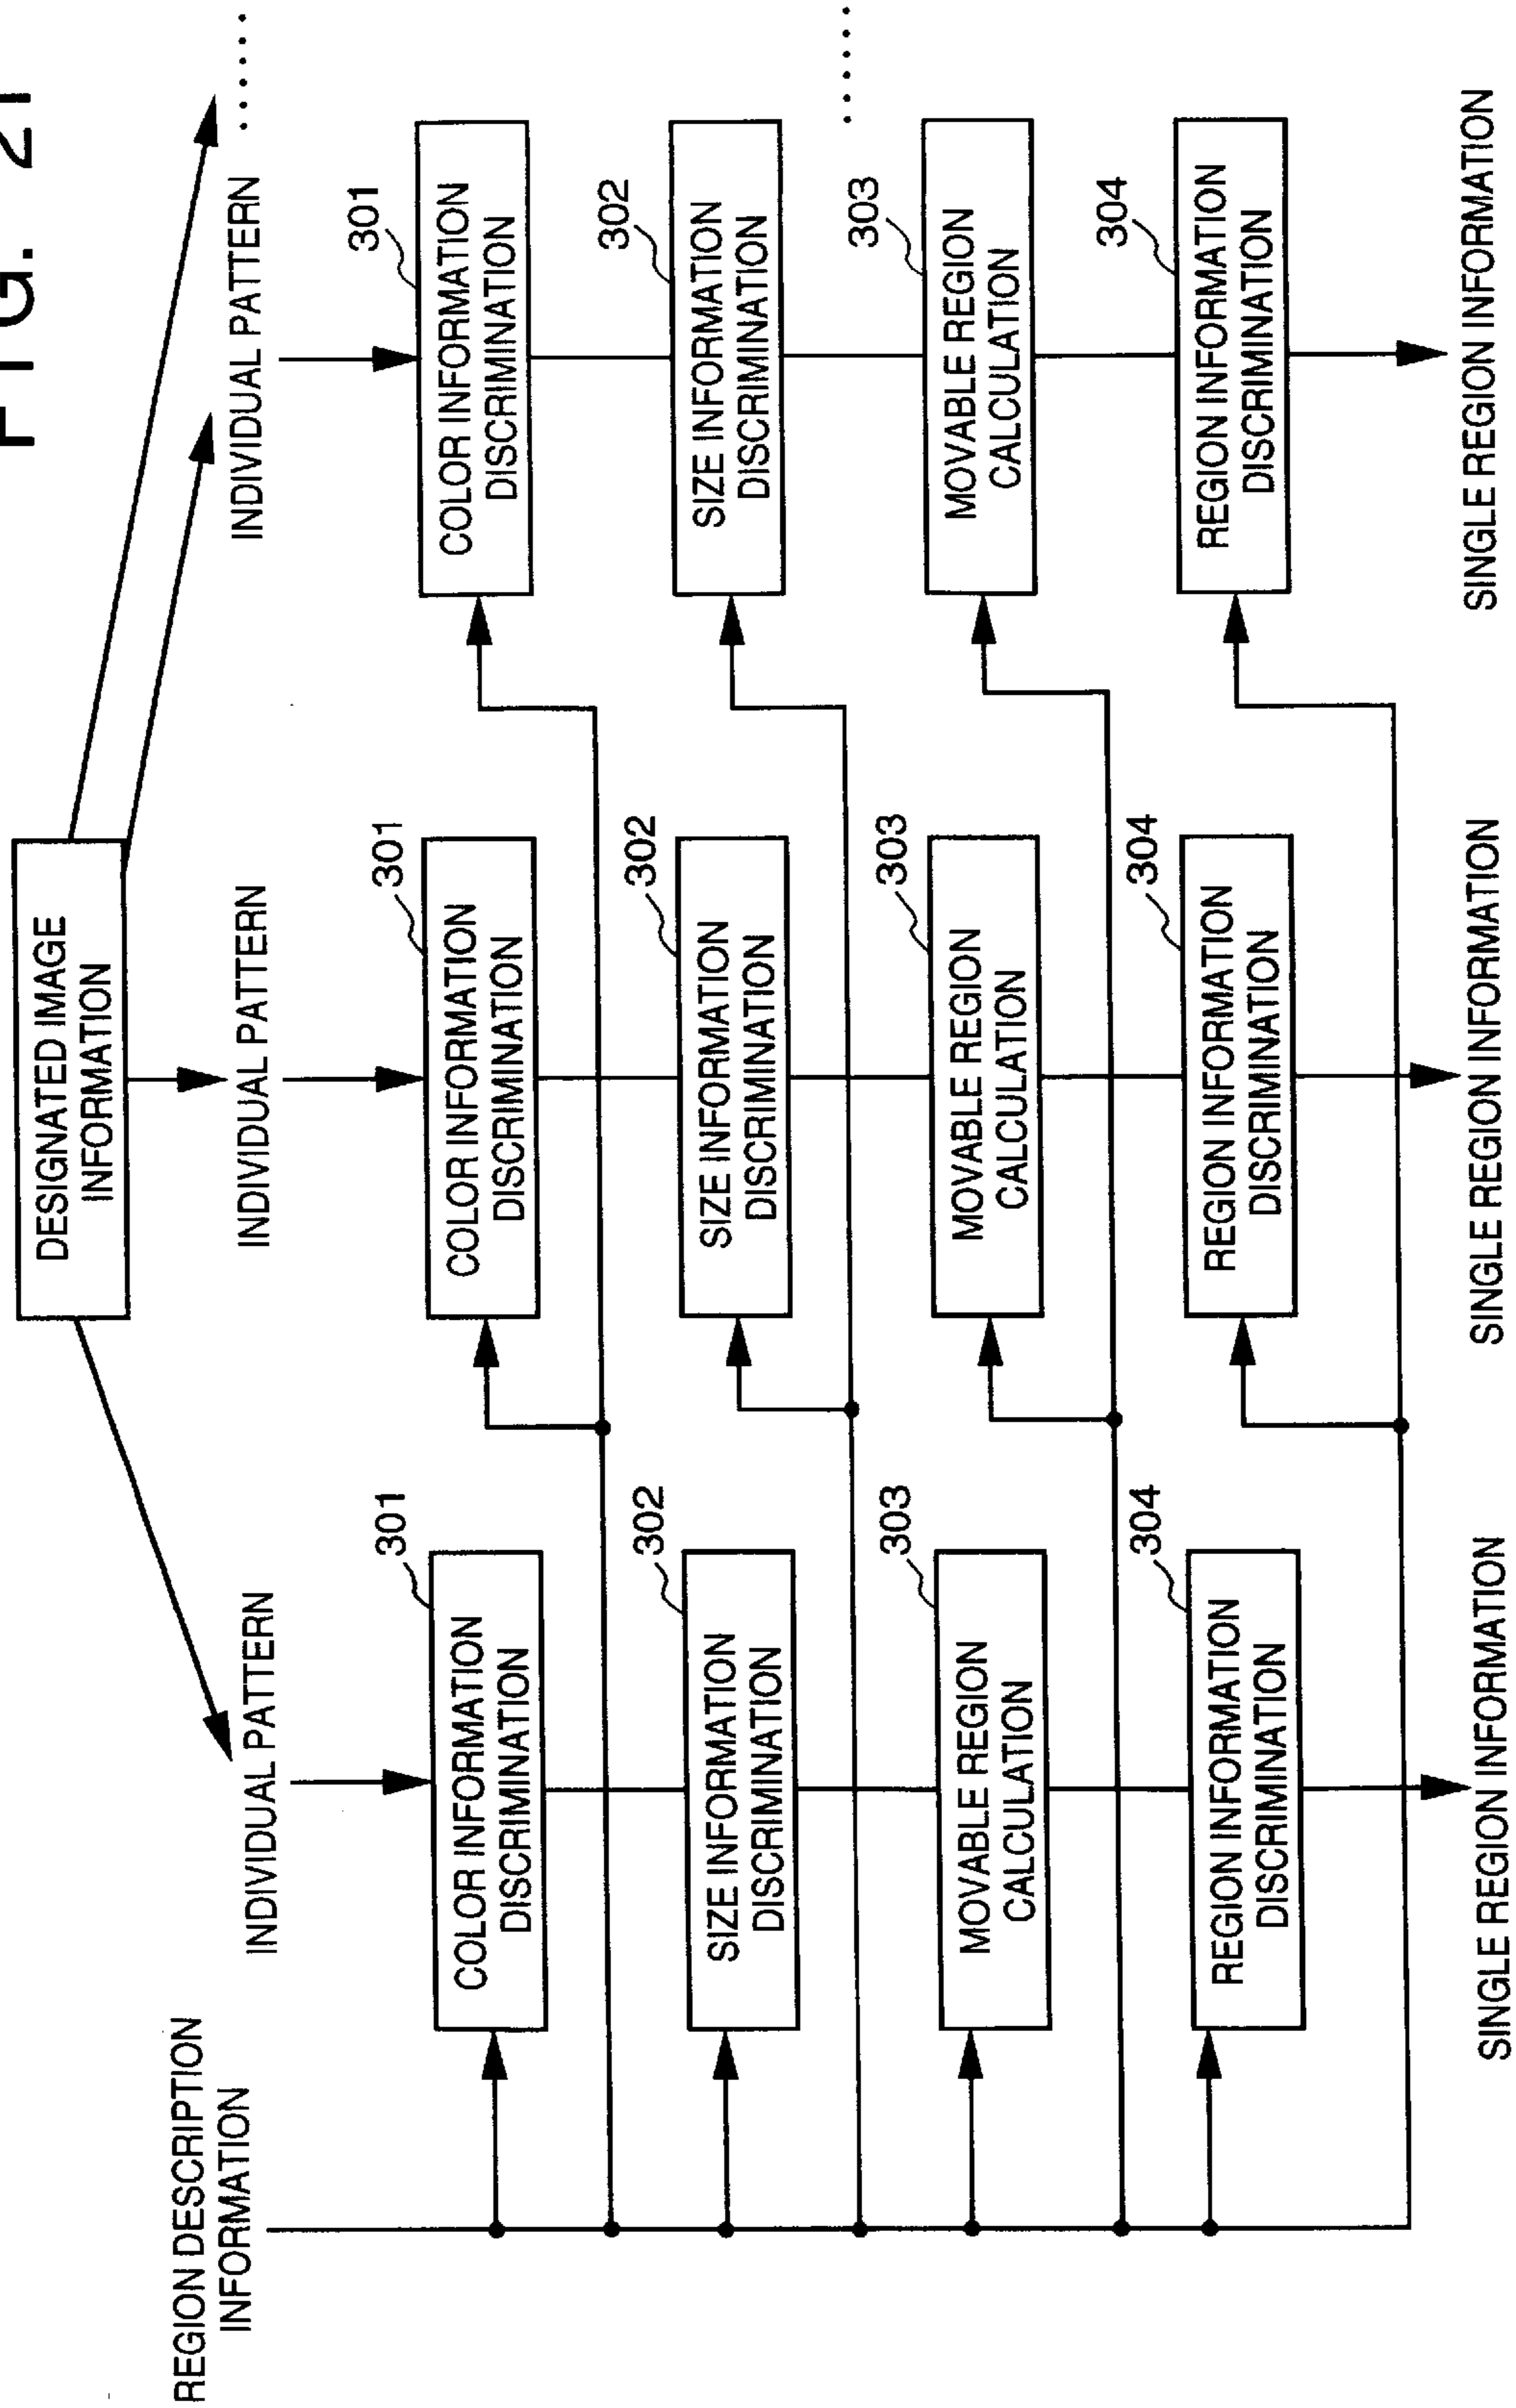 FIG. 21
DESIGNATED IMAGE
INFORMATION
REGION DESCRIPTION
INFORMATION
INDIVIDUAL PATTERN
INDIVIDUAL PATTERN
INDIVIDUAL PATTERN
......
301
COLOR INFORMATION
DISCRIMINATION
301
COLOR INFORMATION
DISCRIMINATION
301
COLOR INFORMATION
DISCRIMINATION
302
SIZE INFORMATION
DISCRIMINATION
302
SIZE INFORMATION
DISCRIMINATION
302
SIZE INFORMATION
DISCRIMINATION
......
303
MOVABLE REGION
CALCULATION
303
MOVABLE REGION
CALCULATION
303
MOVABLE REGION
CALCULATION
304
REGION INFORMATION
DISCRIMINATION
304
REGION INFORMATION
DISCRIMINATION
304
REGION INFORMATION
DISCRIMINATION
SINGLE REGION INFORMATION
SINGLE REGION INFORMATION
SINGLE REGION INFORMATION